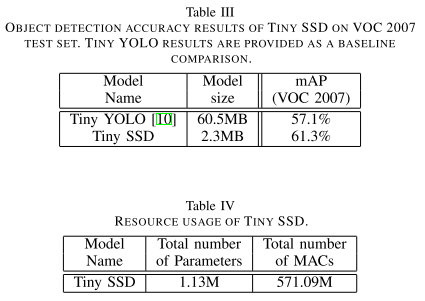 Table III
OBJECT DETECTION ACCURACY RESULTS OF TINY SSD ON VOC 2007
TEST SET. TINY YOLO RESULTS ARE PROVIDED AS A BASELINE
COMPARISON.
Model Model mAP
Name size (VOC 2007)
Tiny YOLO [10] 60.5MB 57.1%
Tiny SSD 2.3MB 61.3%
Table IV
RESOURCE USAGE OF TINY SSD.
Model Total number Total number
Name of Parameters of MACs
Tiny SSD 1.13M 571.09M